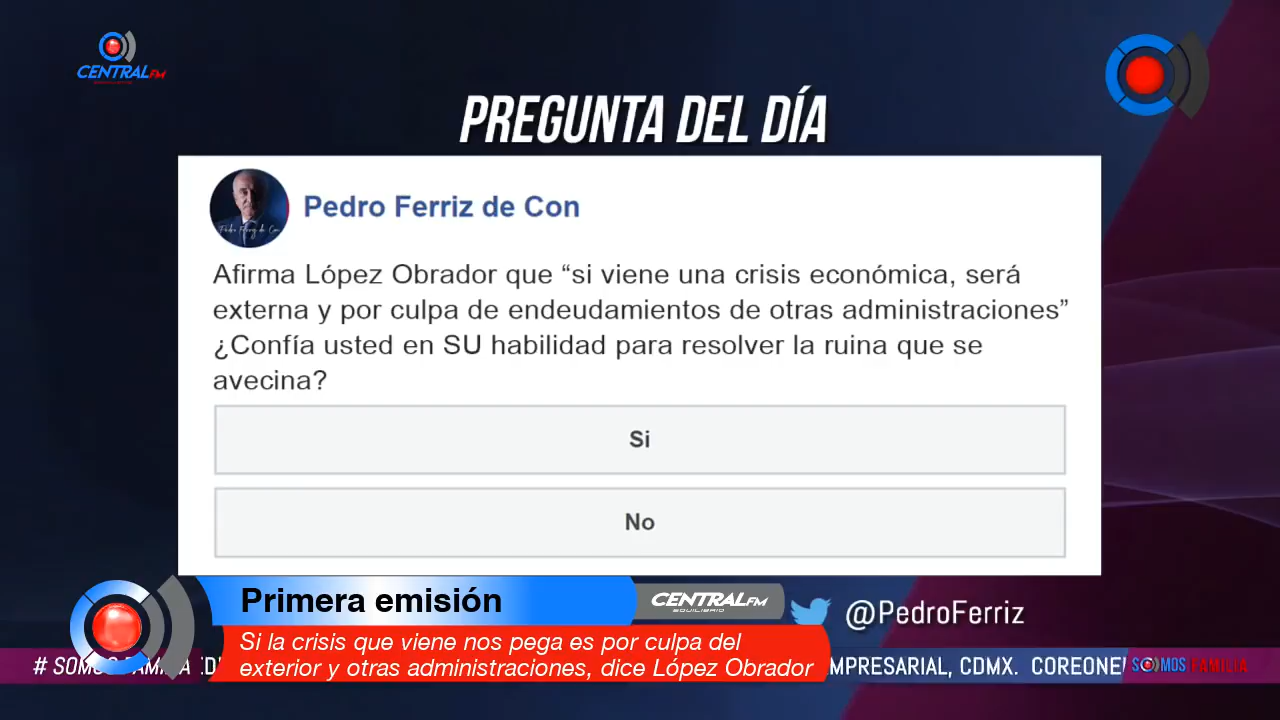 CENTRAL FM
PREGUNTA DEL DÍA
Pedro Ferriz de Con
Afirma López Obrador que “si viene una crisis económica, será
externa y por culpa de endeudamientos de otras administraciones”
¿Confía usted en SU habilidad para resolver la ruina que se
avecina?
Si
No
Primera emisión
CENTRAL FM
EQUILIBRIO
@PedroFerriz
Si la crisis que viene nos pega es por culpa del
exterior y otras administraciones, dice López Obrador
# SOMOS FAMILIA
MPRESARIAL, CDMX. COREONE
SOMOS FAMILIA